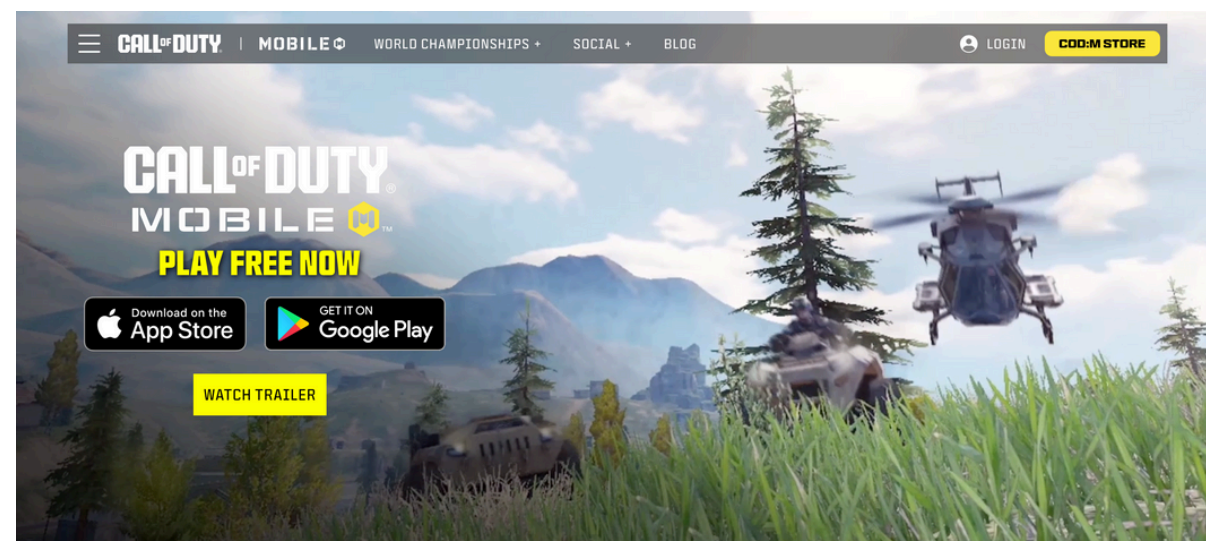 CALL OF DUTY. | MOBILE WORLD CHAMPIONSHIPS + SOCIAL + BLOG LOGIN COD:M STORE
CALL OF DUTY®
MOBILE ™
PLAY FREE NOW
Download on the App Store
GET IT ON Google Play
WATCH TRAILER